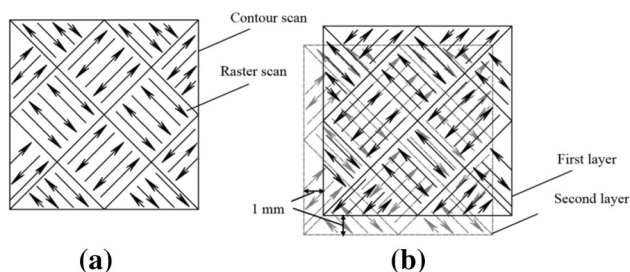 Contour scan
Raster scan
First layer
Second layer
1 mm
(a)
(b)